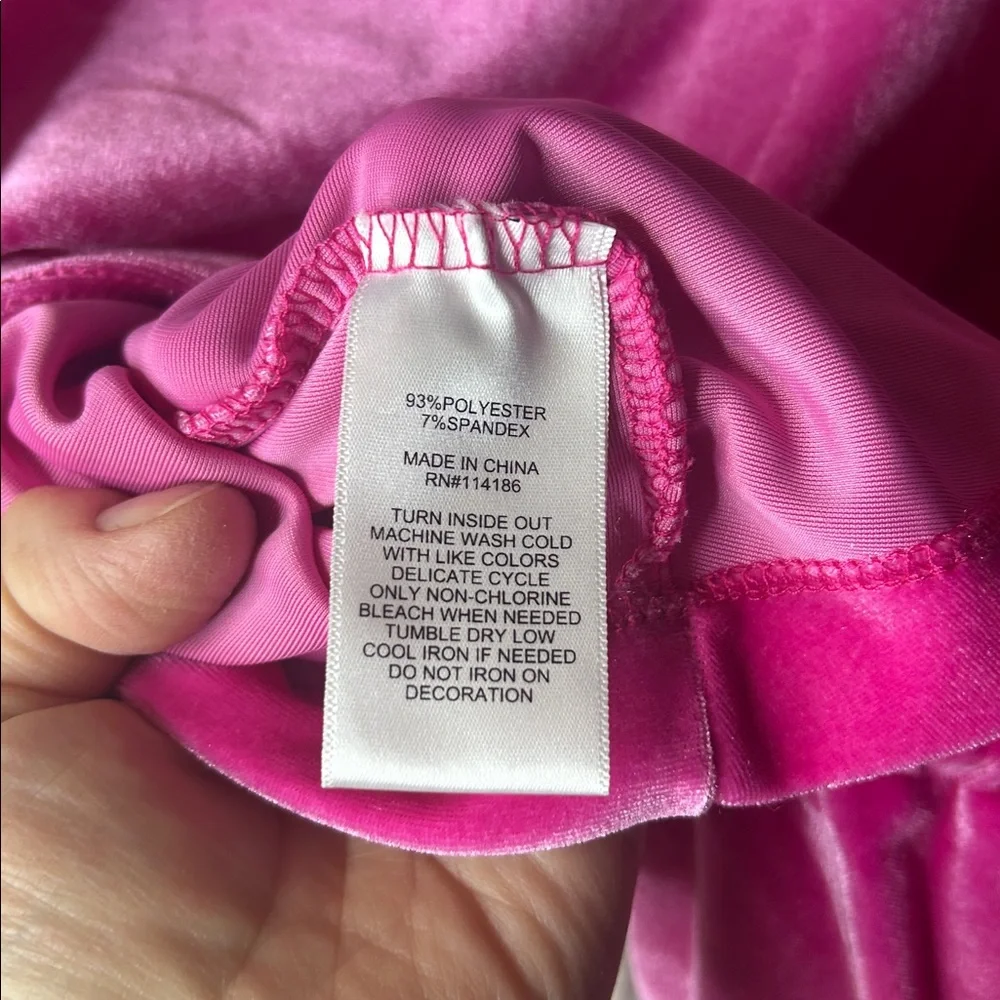 93%POLYESTER
7%SPANDEX
MADE IN CHINA
RN#114186
TURN INSIDE OUT
MACHINE WASH COLD
WITH LIKE COLORS
DELICATE CYCLE
ONLY NON-CHLORINE
BLEACH WHEN NEEDED
TUMBLE DRY LOW
COOL IRON IF NEEDED
DO NOT IRON ON
DECORATION